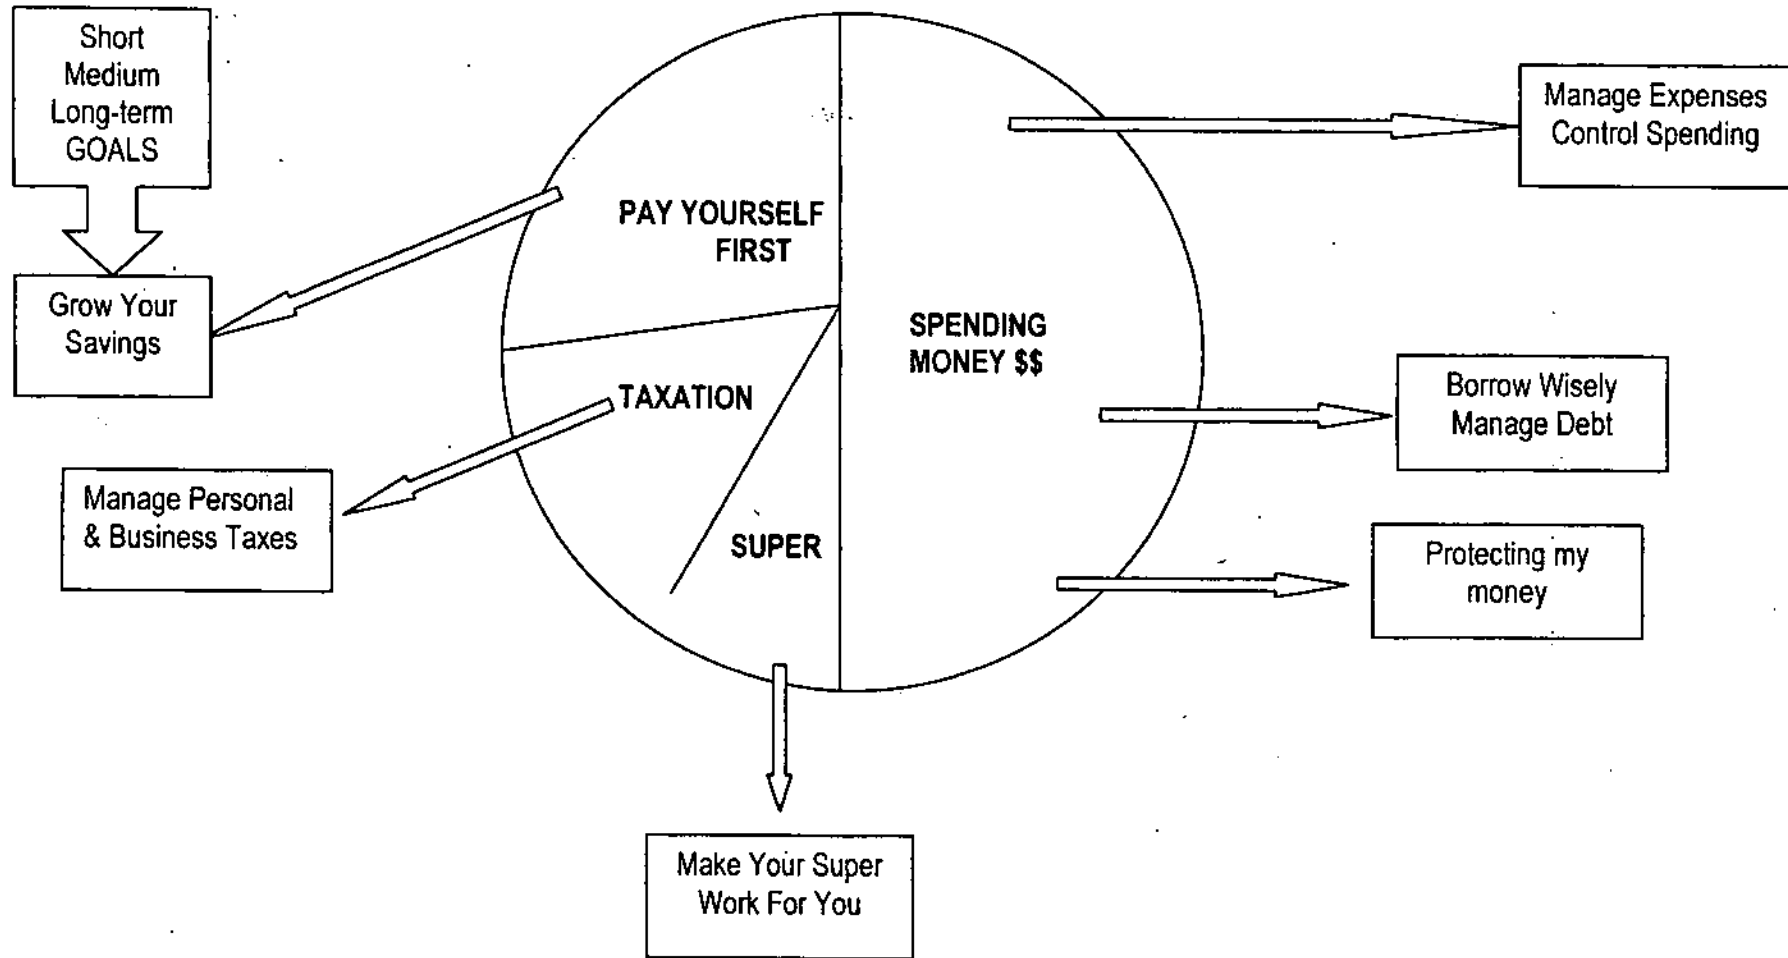 Short
Medium
Long-term
GOALS
Grow Your
Savings
Manage Personal
& Business Taxes
PAY YOURSELF
FIRST
TAXATION
SUPER
SPENDING
MONEY $$
Manage Expenses
Control Spending
Borrow Wisely
Manage Debt
Protecting my
money
Make Your Super
Work For You